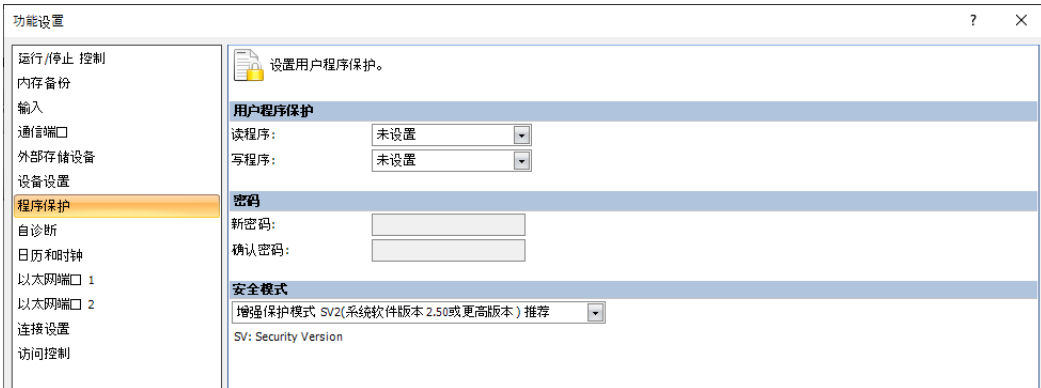 功能设置
运行/停止 控制
内存备份
输入
通信端口
外部存储设备
设备设置
程序保护
自诊断
日历和时钟
以太网端口 1
以太网端口 2
连接设置
访问控制
设置用户程序保护。
用户程序保护
读程序: 未设置
写程序: 未设置
密码
新密码:
确认密码:
安全模式
增强保护模式 SV2(系统软件版本 2.50或更高版本 ) 推荐
SV: Security Version